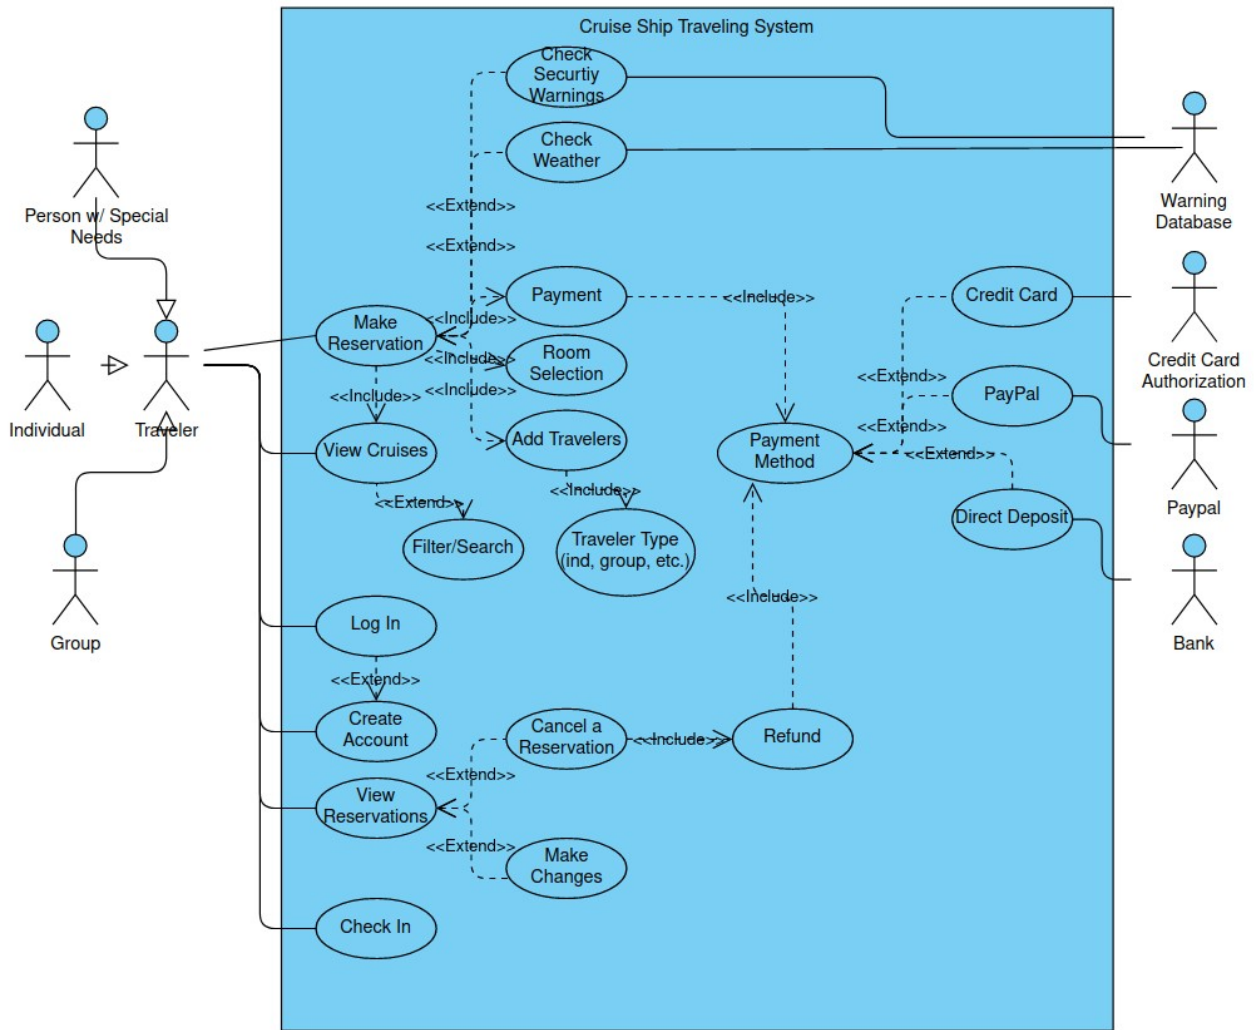 Cruise Ship Traveling System
Check
Securtiy
Warnings
Check
Weather
Person w/ Special
Needs
Warning
Database
<<Extend>>
<<Extend>>
Payment
<<Include>>
Credit Card
Make
Reservation
<<Include>>
<<Include>>
<<Include>>
<<Include>>
Room
Selection
Credit Card
Authorization
<<Extend>>
PayPal
<<Extend>>
<<Extend>>
Individual
Traveler
View Cruises
Add Travelers
Payment
Method
<<Include>>
<<Extend>>
Paypal
Direct Deposit
Filter/Search
Traveler Type
(ind, group, etc.)
<<Include>>
Group
Log In
Bank
<<Extend>>
Create
Account
Cancel a
Reservation
<<Include>>
Refund
<<Extend>>
View
Reservations
<<Extend>>
Make
Changes
Check In